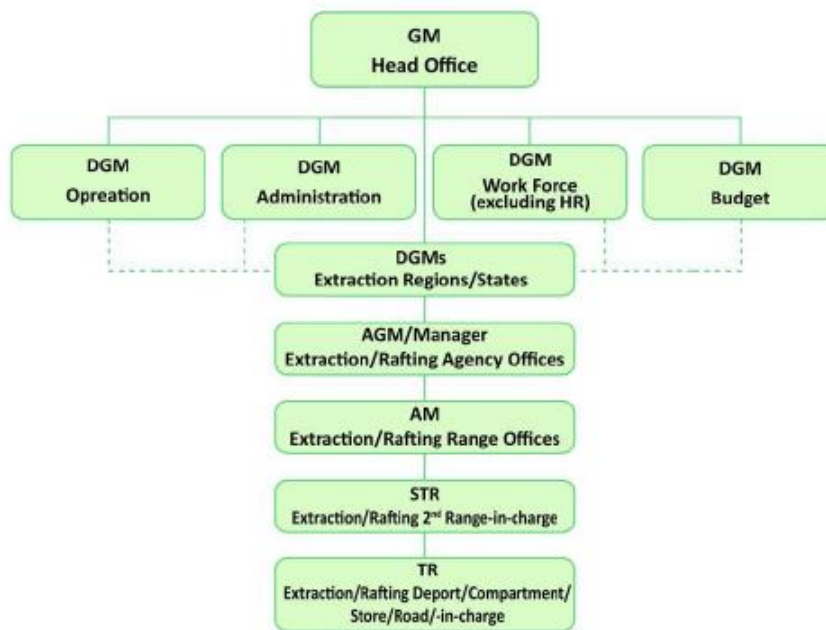 GM
Head Office
DGM
Opreation
DGM
Administration
DGM
Work Force
(excluding HR)
DGM
Budget
DGMs
Extraction Regions/States
AGM/Manager
Extraction/Rafting Agency Offices
AM
Extraction/Rafting Range Offices
STR
Extraction/Rafting 2nd Range-in-charge
TR
Extraction/Rafting Deport/Compartment/
Store/Road/-in-charge